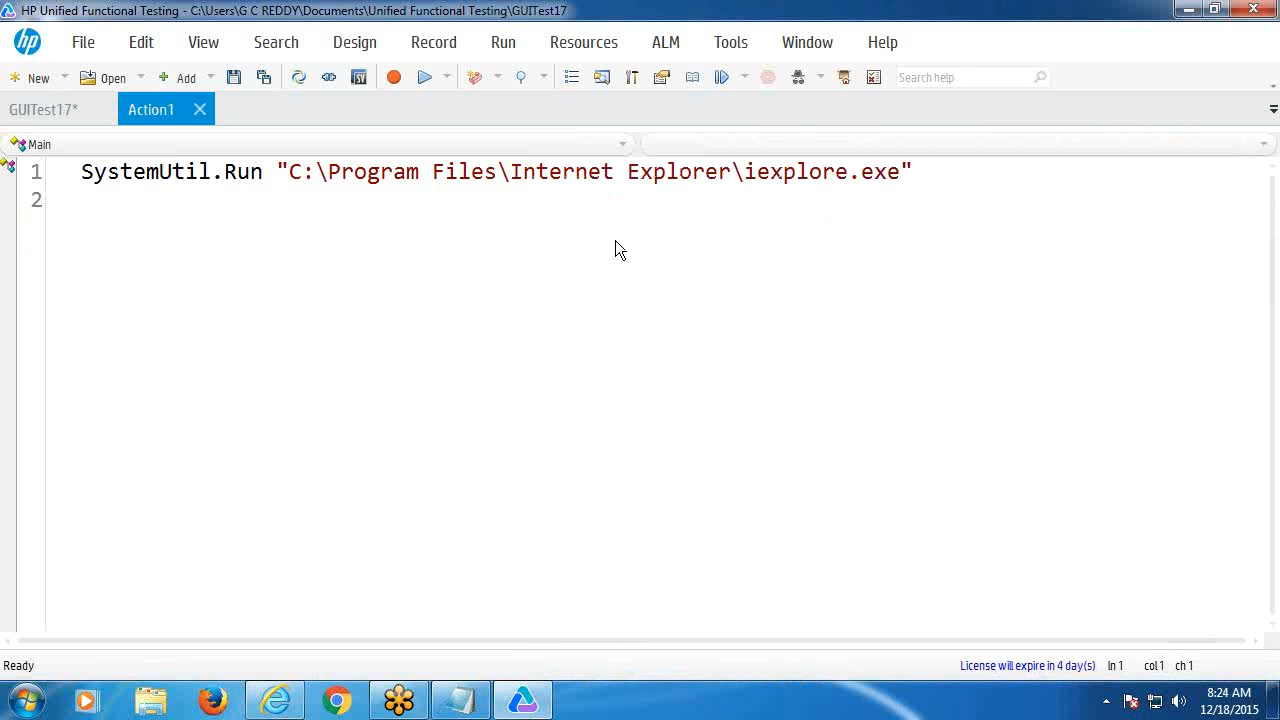 HP Unified Functional Testing - C:\Users\G C REDDY\Documents\Unified Functional Testing\GUITest17
hp File Edit View Search Design Record Run Resources ALM Tools Window Help
New Open Add Search help
GUITest17* Action1
Main
1 SystemUtil.Run "C:\Program Files\Internet Explorer\iexplore.exe"
2
Ready License will expire in 4 day(s) ln 1 col 1 ch 1
8:24 AM
12/18/2015